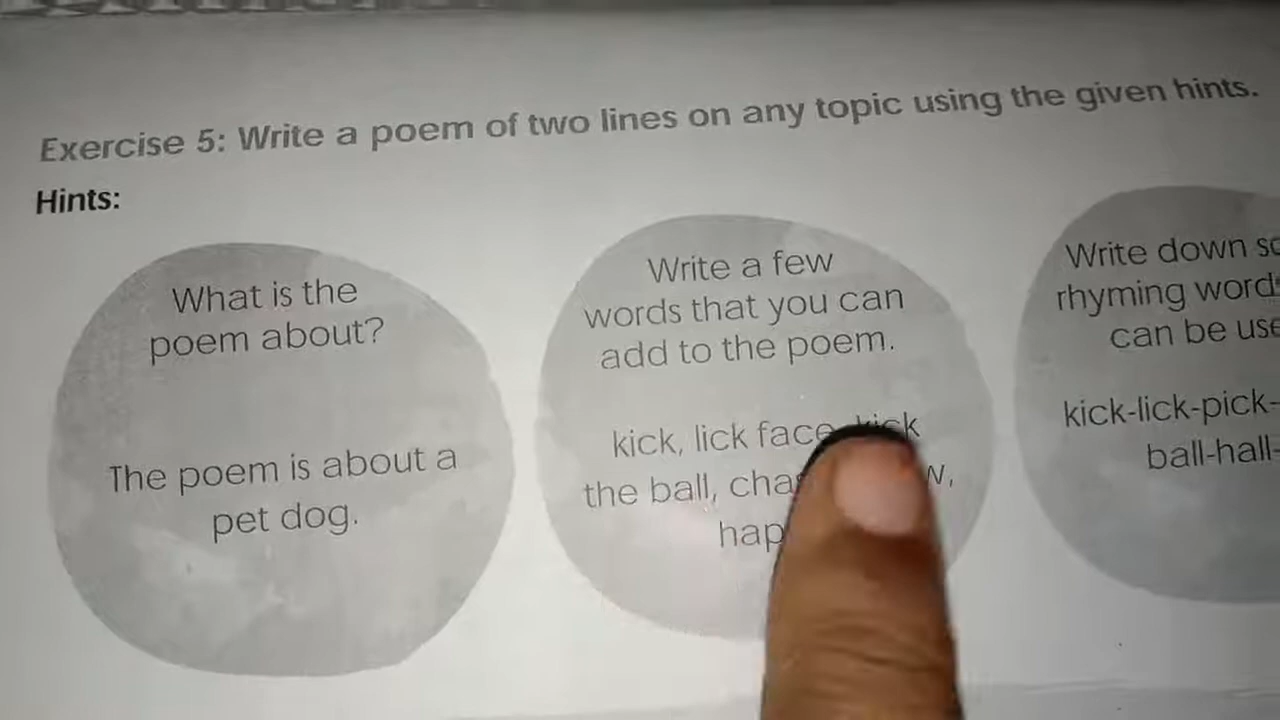 Exercise 5: Write a poem of two lines on any topic using the given hints.
Hints:
What is the
poem about?
The poem is about a
pet dog.
Write a few
words that you can
add to the poem.
kick, lick face, kick
the ball,
Write down
rhyming
can be
kick-lick-pick-
ball-hall-